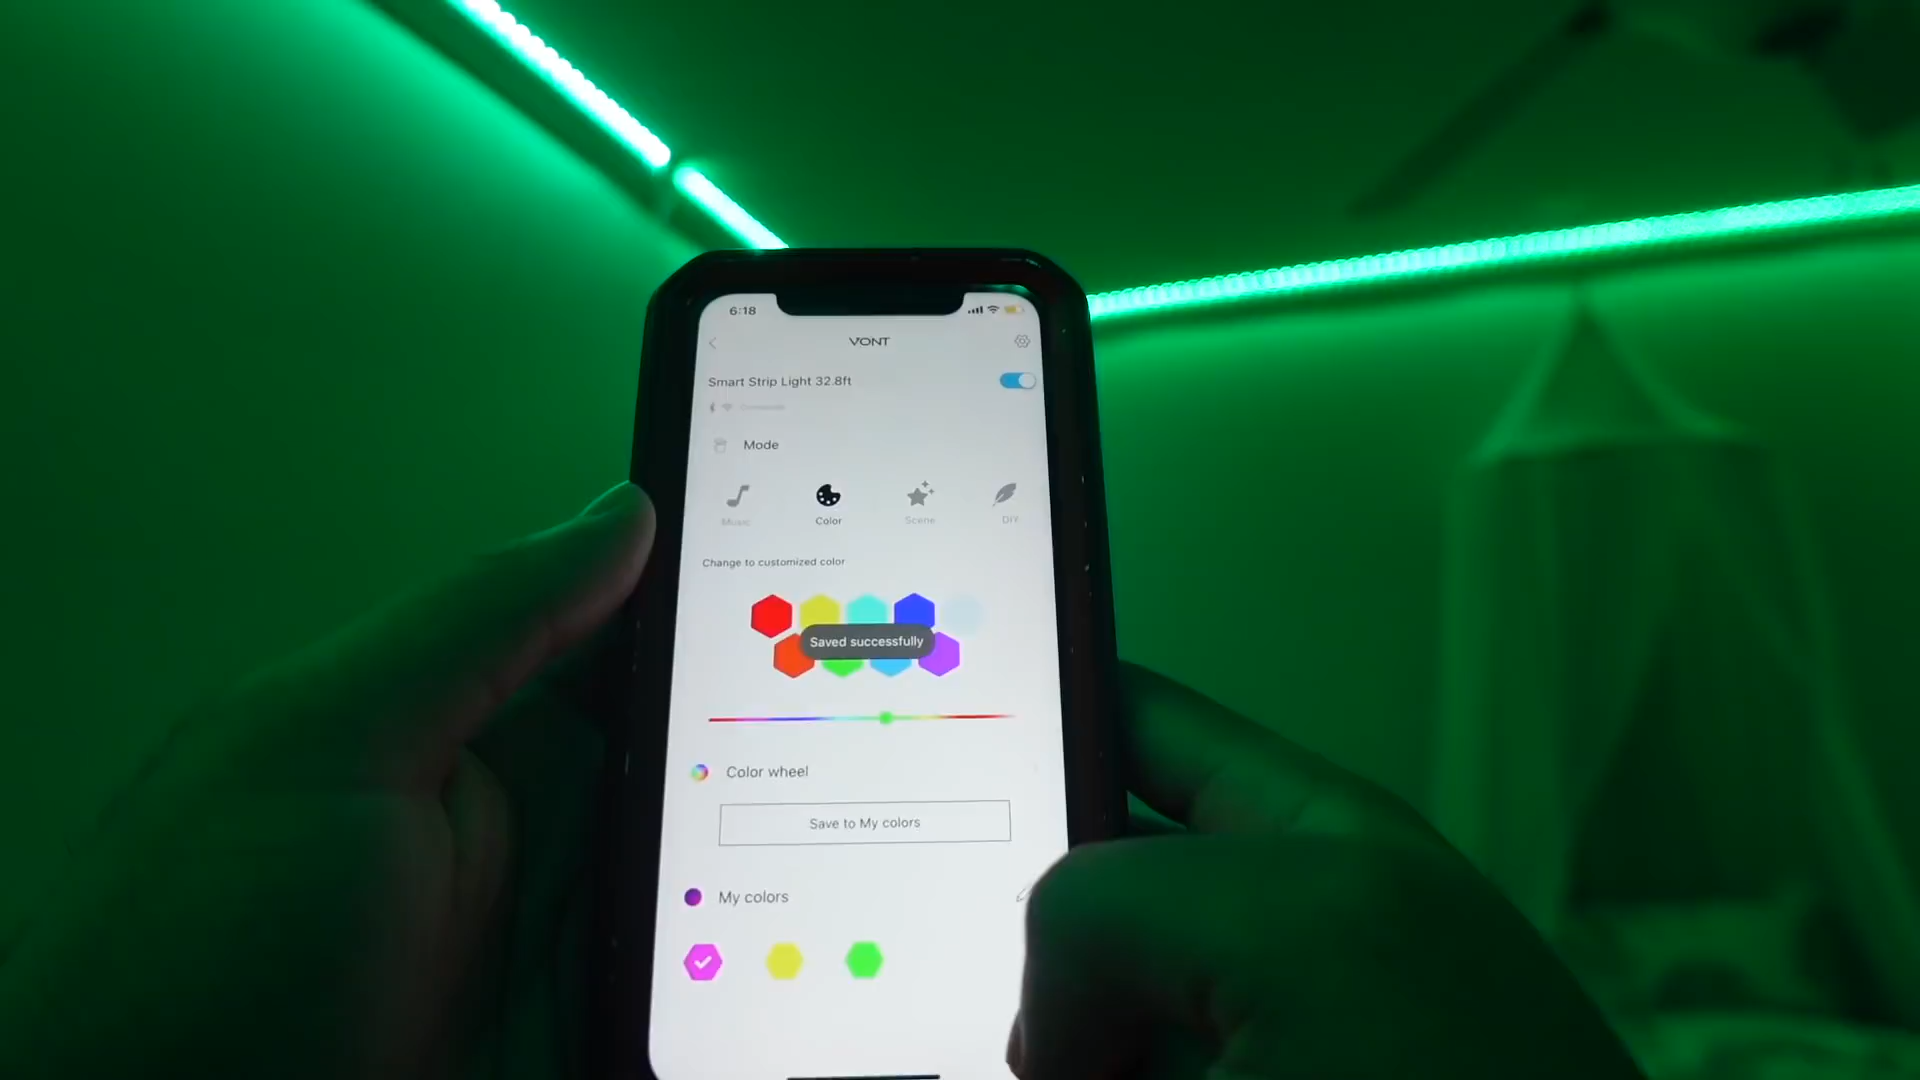 6:18
VONT
Smart Strip Light 32.8ft
Mode
Music
Color
Scene
DIY
Change to customized color
Saved successfully
Color wheel
Save to My colors
My colors